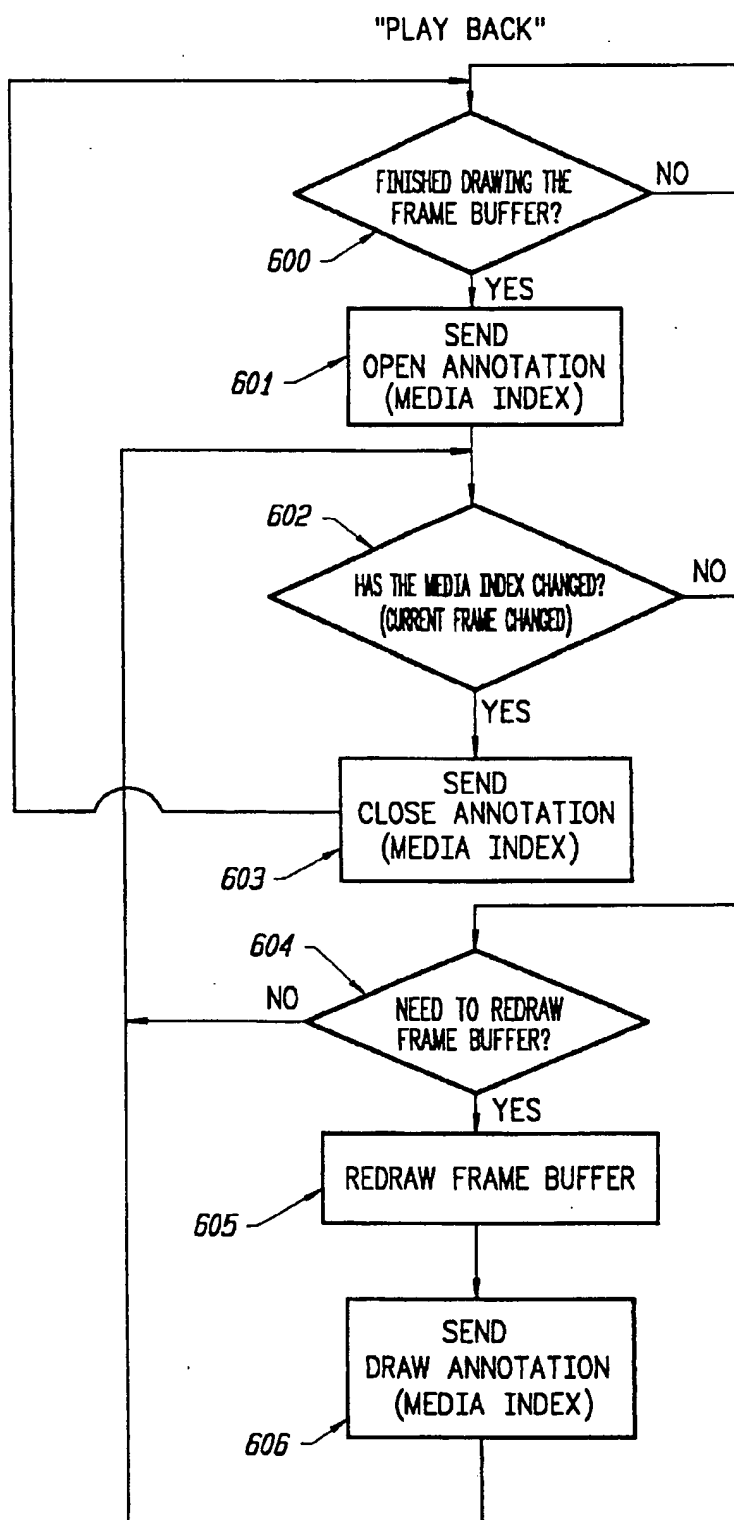 "PLAY BACK"
FINISHED DRAWING THE
FRAME BUFFER?
NO
600
YES
SEND
OPEN ANNOTATION
(MEDIA INDEX)
601
602
HAS THE MEDIA INDEX CHANGED?
(CURRENT FRAME CHANGED)
NO
YES
SEND
CLOSE ANNOTATION
(MEDIA INDEX)
603
604
NO
NEED TO REDRAW
FRAME BUFFER?
YES
REDRAW FRAME BUFFER
605
SEND
DRAW ANNOTATION
(MEDIA INDEX)
606